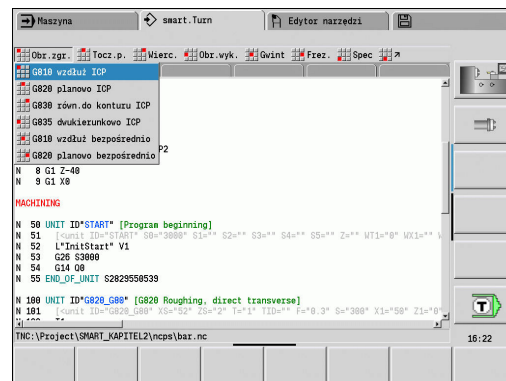 Maszyna
smart.Turn
Edytor narzędzi
Obr.zgr. Tocz.p. Wierc. Obr.wyk. Gwint Frez. Spec
G810 wzdłuż ICP
G820 planowo ICP
G830 równ.do konturu ICP
G835 dwukierunkowo ICP
G810 wzdłuż bezpośrednio
G820 planowo bezpośrednio
P2
N 8 G1 Z-40
N 9 G1 X0
MACHINING
N 50 UNIT ID"START" [Program beginning]
N 51 [<unit ID="START" S0="3000" S1="" S2="" S3="" S4="" S5="" Z="" WT1="0" WX1=""
N 52 L"InitStart" V1
N 53 G26 S3000
N 54 G14 Q0
N 55 END_OF_UNIT S2829550539
N 100 UNIT ID"G820_G80" [G820 Roughing, direct transverse]
N 101 [<unit ID="G820_G80" XS="52" ZS="2" T="1" TID="" F="0.3" S="300" X1="50" Z1="0"
TNC:\Project\SMART_KAPITEL2\ncps\bar.nc
T
16:22